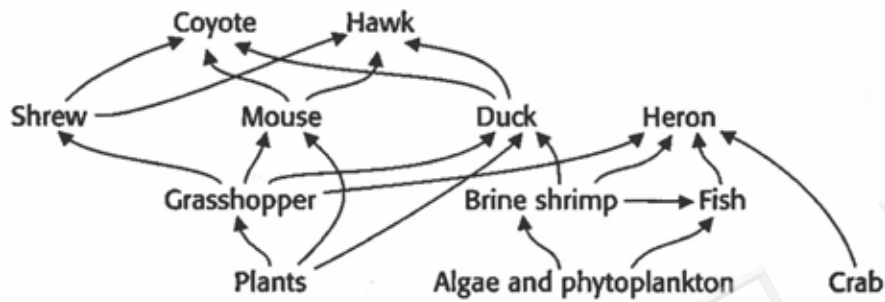 Coyote Hawk
Shrew Mouse Duck Heron
Grasshopper Brine shrimp Fish
Plants Algae and phytoplankton Crab